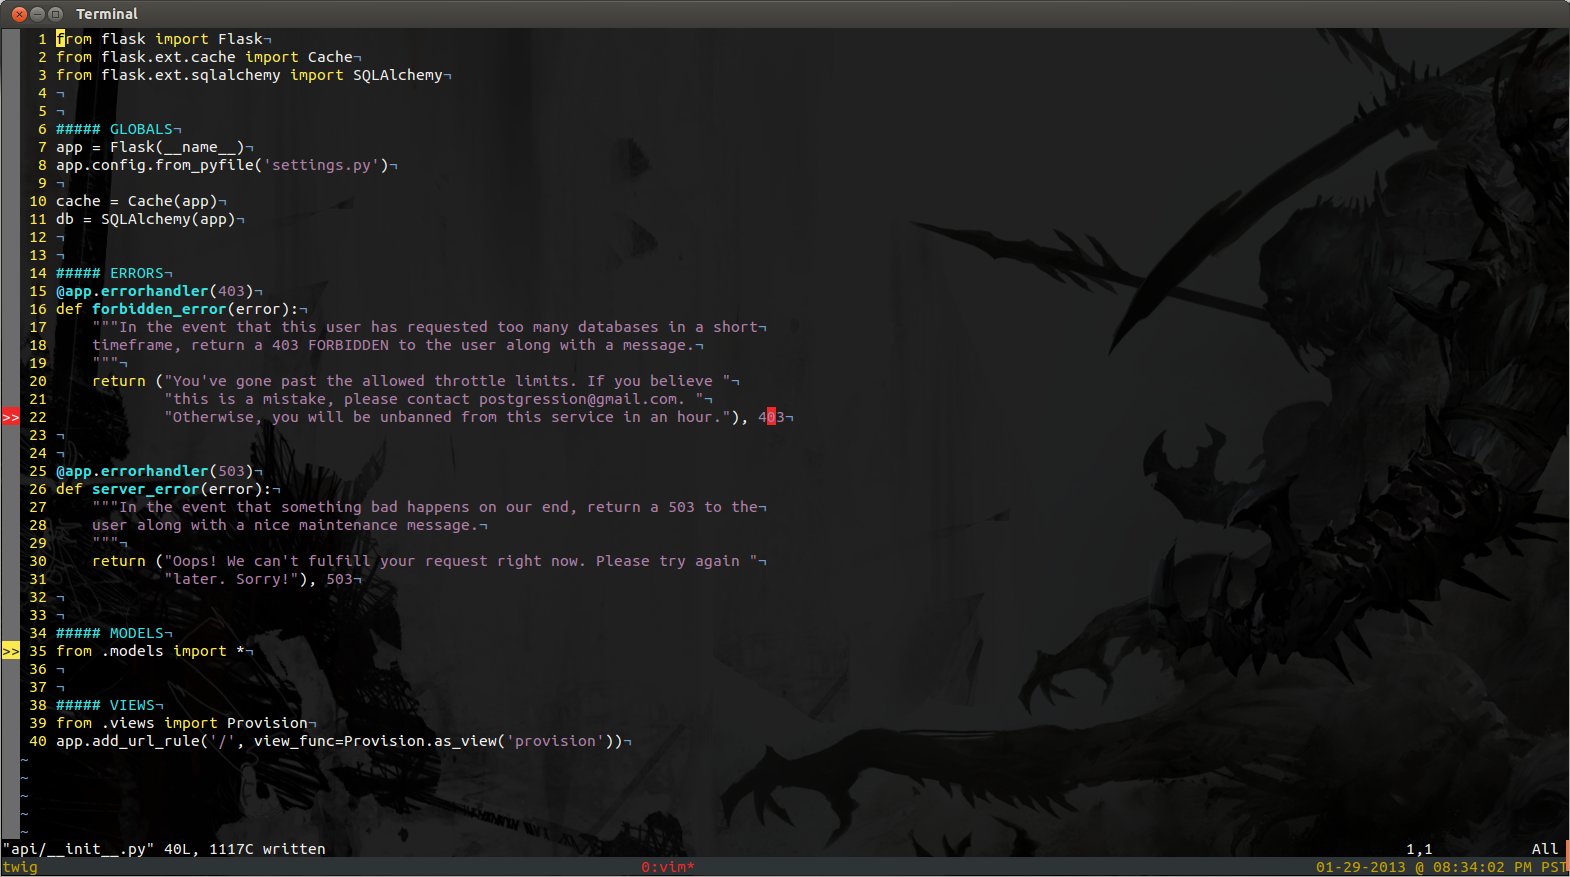 Terminal
1 from flask import Flask¬
2 from flask.ext.cache import Cache¬
3 from flask.ext.sqlalchemy import SQLAlchemy¬
4 ¬
5 ¬
6 ##### GLOBALS¬
7 app = Flask(__name__)¬
8 app.config.from_pyfile('settings.py')¬
9 ¬
10 cache = Cache(app)¬
11 db = SQLAlchemy(app)¬
12 ¬
13 ¬
14 ##### ERRORS¬
15 @app.errorhandler(403)¬
16 def forbidden_error(error):¬
17     """In the event that this user has requested too many databases in a short¬
18     timeframe, return a 403 FORBIDDEN to the user along with a message.¬
19     """¬
20     return ("You've gone past the allowed throttle limits. If you believe "¬
21             "this is a mistake, please contact postgression@gmail.com. "¬
>> 22             "Otherwise, you will be unbanned from this service in an hour."), 403¬
23 ¬
24 ¬
25 @app.errorhandler(503)¬
26 def server_error(error):¬
27     """In the event that something bad happens on our end, return a 503 to the¬
28     user along with a nice maintenance message.¬
29     """¬
30     return ("Oops! We can't fulfill your request right now. Please try again "¬
31             "later. Sorry!"), 503¬
32 ¬
33 ¬
34 ##### MODELS¬
>> 35 from .models import *¬
36 ¬
37 ¬
38 ##### VIEWS¬
39 from .views import Provision¬
40 app.add_url_rule('/', view_func=Provision.as_view('provision'))¬
~
~
~
~
~
"api/__init__.py" 40L, 1117C written 1,1 All
twig 0:vim* 01-29-2013 @ 08:34:02 PM PST